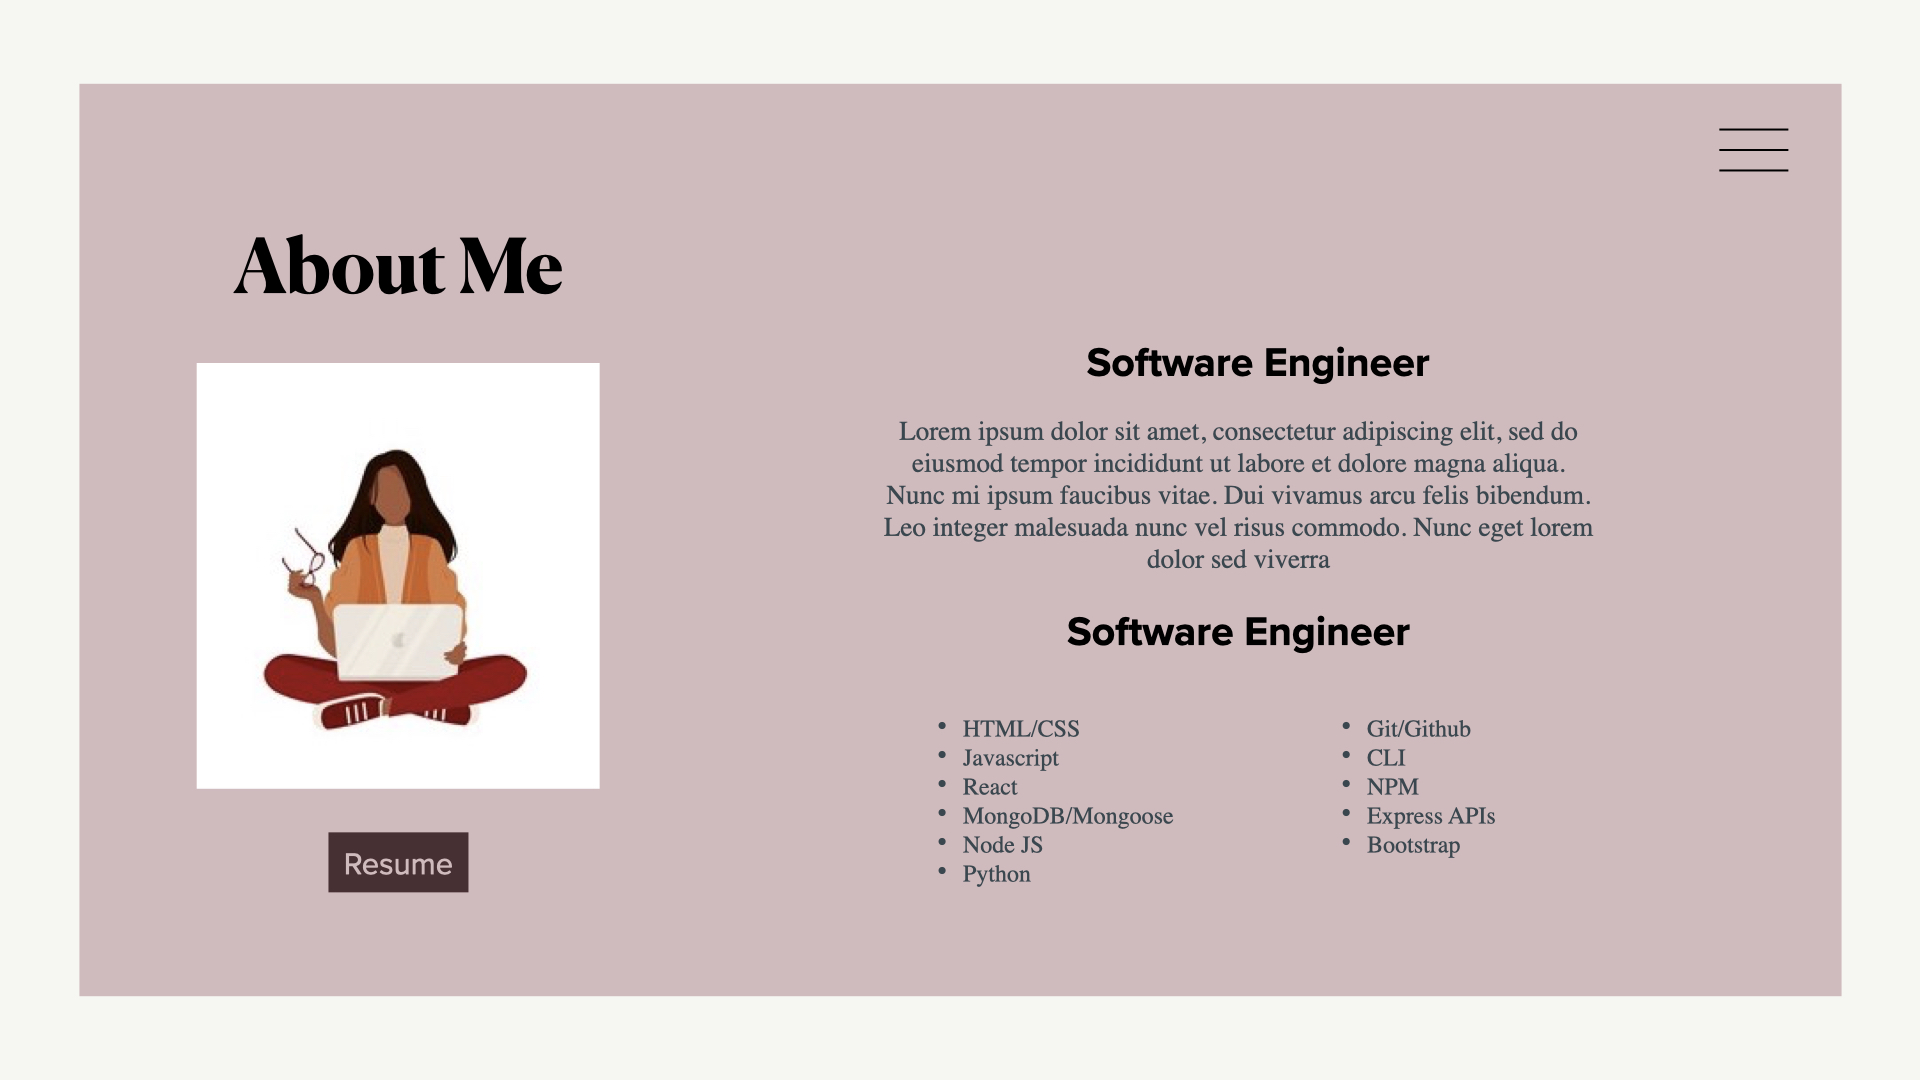 About Me
Resume
Software Engineer
Lorem ipsum dolor sit amet, consectetur adipiscing elit, sed do
eiusmod tempor incididunt ut labore et dolore magna aliqua.
Nunc mi ipsum faucibus vitae. Dui vivamus arcu felis bibendum.
Leo integer malesuada nunc vel risus commodo. Nunc eget lorem
dolor sed viverra
Software Engineer
• HTML/CSS
• Javascript
• React
• MongoDB/Mongoose
• Node JS
• Python
• Git/Github
• CLI
• NPM
• Express APIs
• Bootstrap